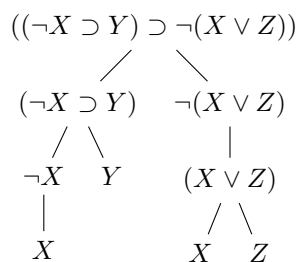 ((¬X ⊃ Y) ⊃ ¬(X ∨ Z))
(¬X ⊃ Y) ¬(X ∨ Z)
¬X Y (X ∨ Z)
X X Z